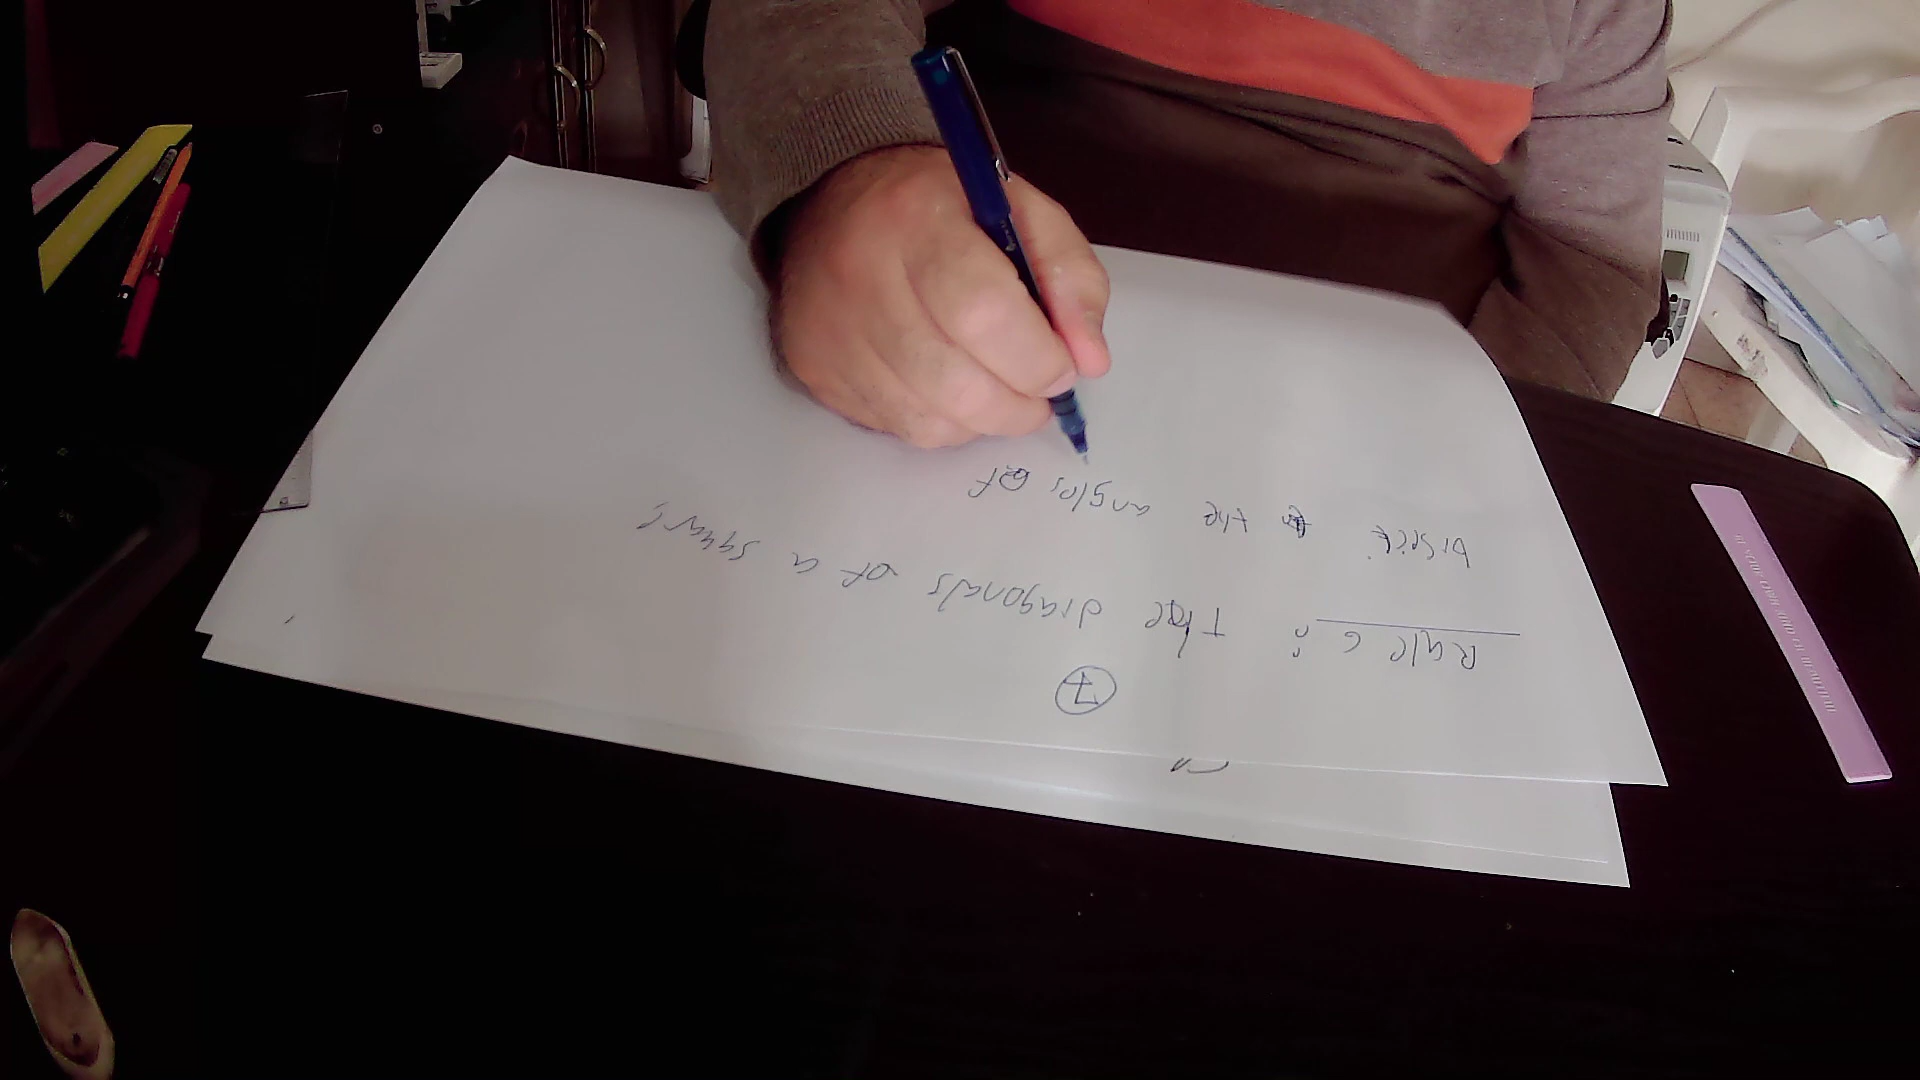 7
Rule 6: The diagonals of a square
bisect the angles of